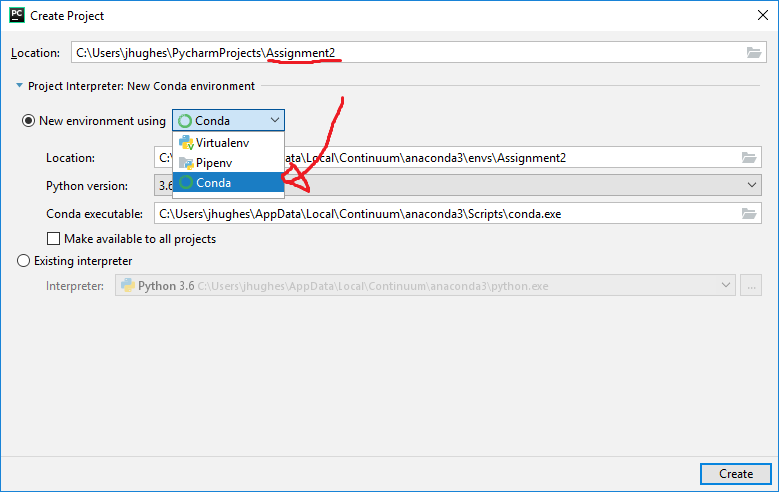 PC Create Project
Location: C:\Users\jhughes\PycharmProjects\Assignment2
Project Interpreter: New Conda environment
New environment using Conda
Virtualenv
Pipenv
Conda
Location: C:\ ata\Local\Continuum\anaconda3\envs\Assignment2
Python version: 3.6
Conda executable: C:\Users\jhughes\AppData\Local\Continuum\anaconda3\Scripts\conda.exe
Make available to all projects
Existing interpreter
Interpreter: Python 3.6 C:\Users\jhughes\AppData\Local\Continuum\anaconda3\python.exe ...
Create